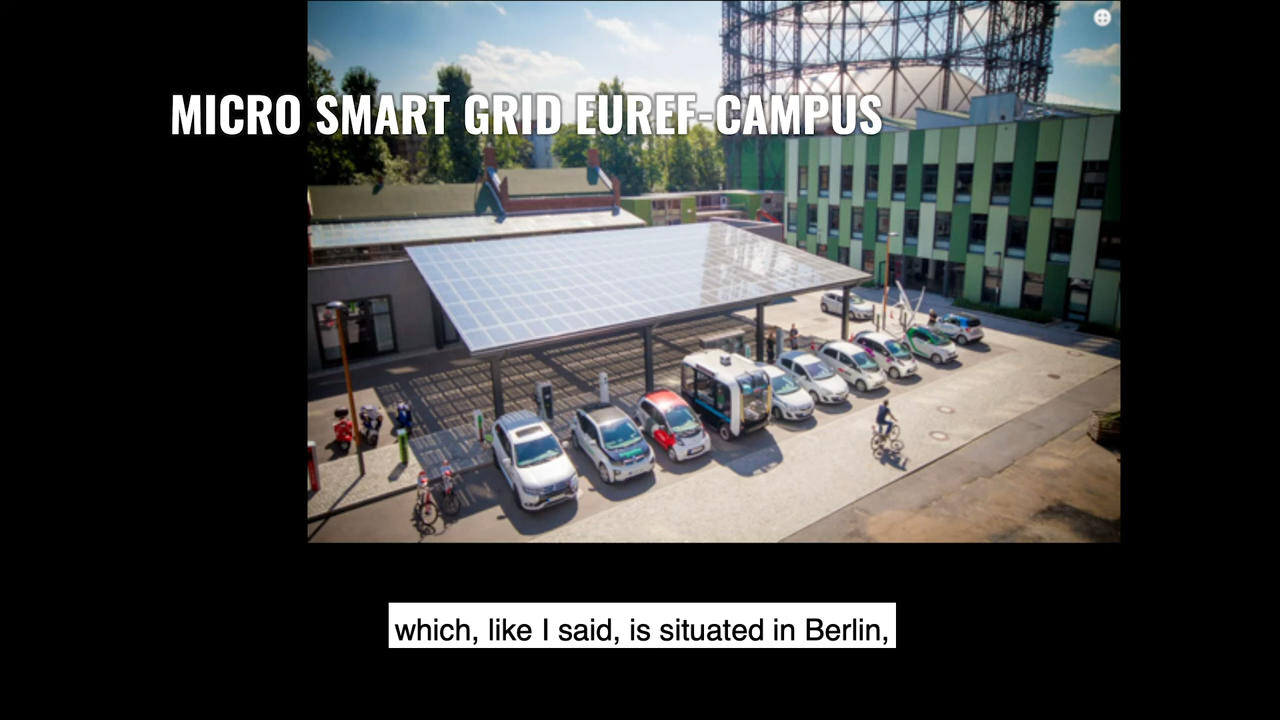 MICRO SMART GRID EUREF-CAMPUS
which, like I said, is situated in Berlin,